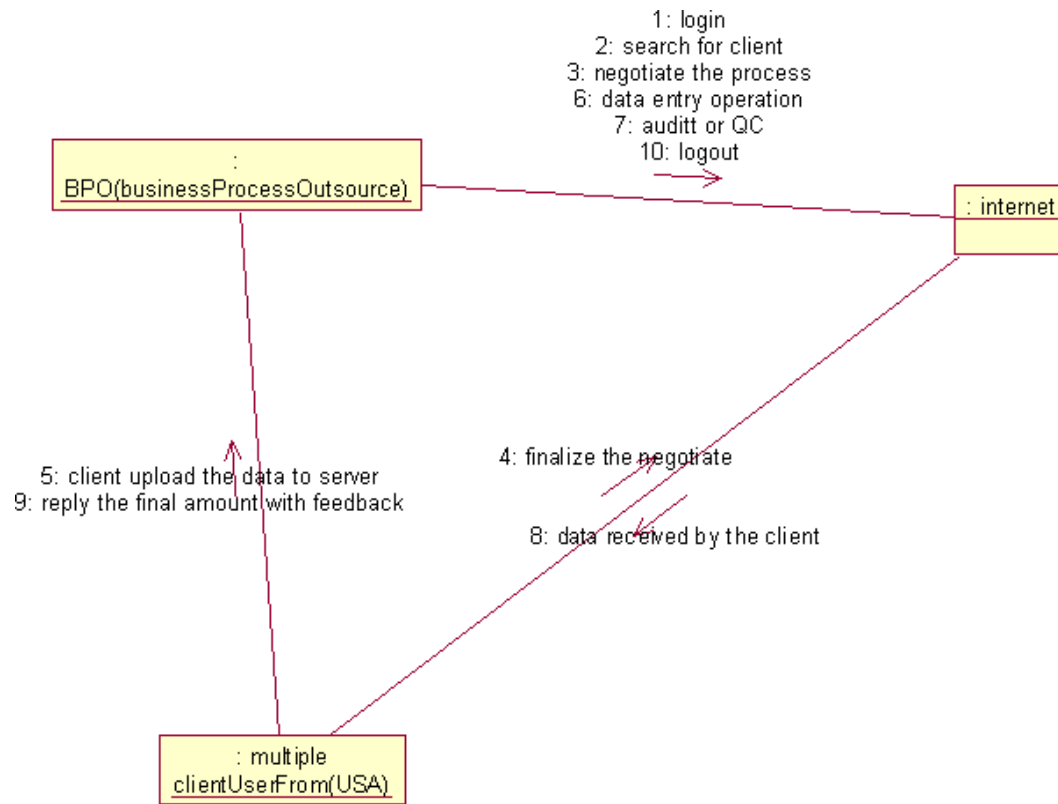 1: login
2: search for client
3: negotiate the process
6: data entry operation
7: auditt or QC
10: logout
:
BPO(businessProcessOutsource)
: internet
4: finalize the negotiate
5: client upload the data to server
9: reply the final amount with feedback
8: data received by the client
: multiple
clientUserFrom(USA)